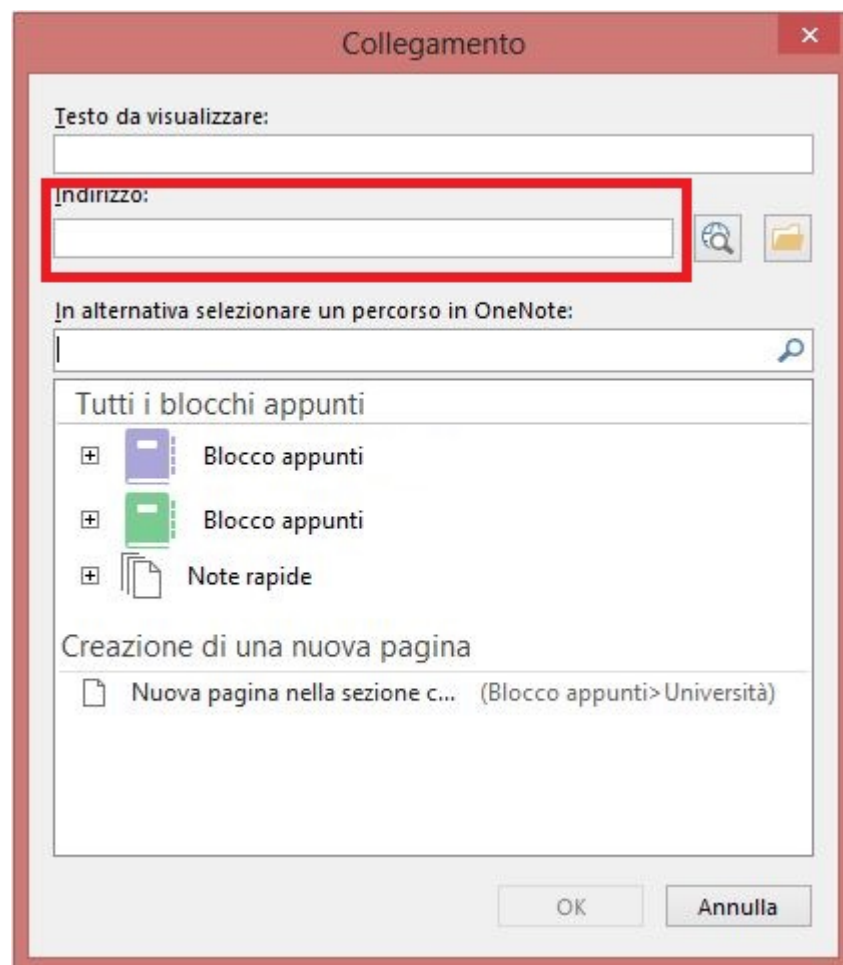 Collegamento
Testo da visualizzare:
Indirizzo:
In alternativa selezionare un percorso in OneNote:
Tutti i blocchi appunti
Blocco appunti
Blocco appunti
Note rapide
Creazione di una nuova pagina
Nuova pagina nella sezione c... (Blocco appunti>Università)
OK Annulla